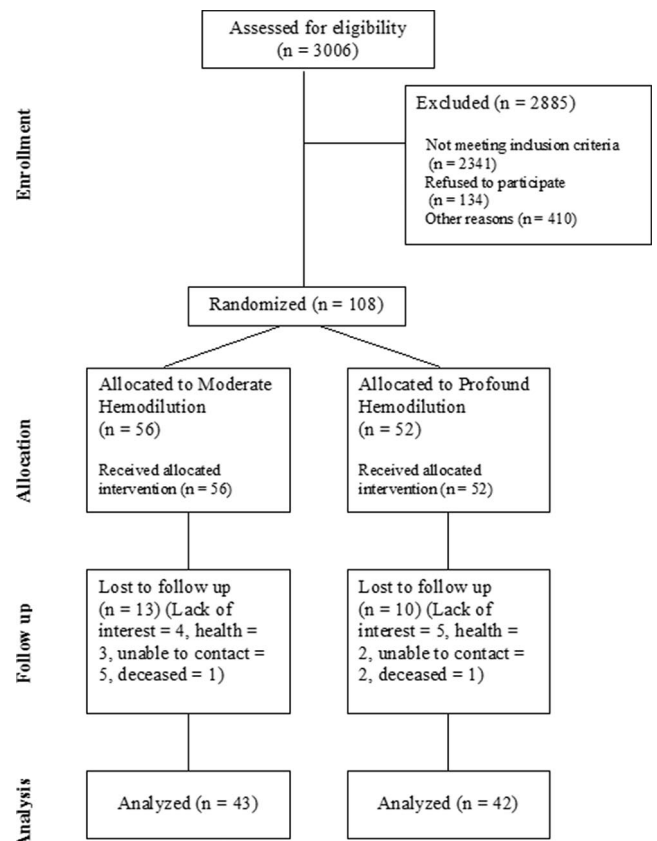 Assessed for eligibility
(n = 3006)
Enrollment
Excluded (n = 2885)
Not meeting inclusion criteria
(n = 2341)
Refused to participate
(n = 134)
Other reasons (n = 410)
Randomized (n = 108)
Allocation
Allocated to Moderate
Hemodilution
(n = 56)
Received allocated
intervention (n = 56)
Allocated to Profound
Hemodilution
(n = 52)
Received allocated
intervention (n = 52)
Follow up
Lost to follow up
(n = 13) (Lack of
interest = 4, health =
3, unable to contact =
5, deceased = 1)
Lost to follow up
(n = 10) (Lack of
interest = 5, health =
2, unable to contact =
2, deceased = 1)
Analysis
Analyzed (n = 43)
Analyzed (n = 42)